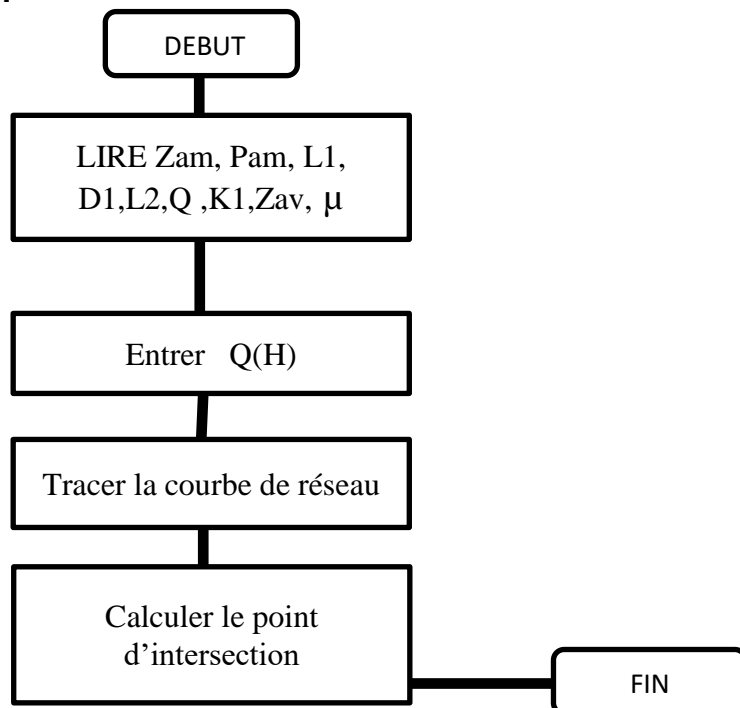 DEBUT
LIRE Zam, Pam, L1,
D1,L2,Q ,K1,Zav, µ
Entrer Q(H)
Tracer la courbe de réseau
Calculer le point
d’intersection
FIN